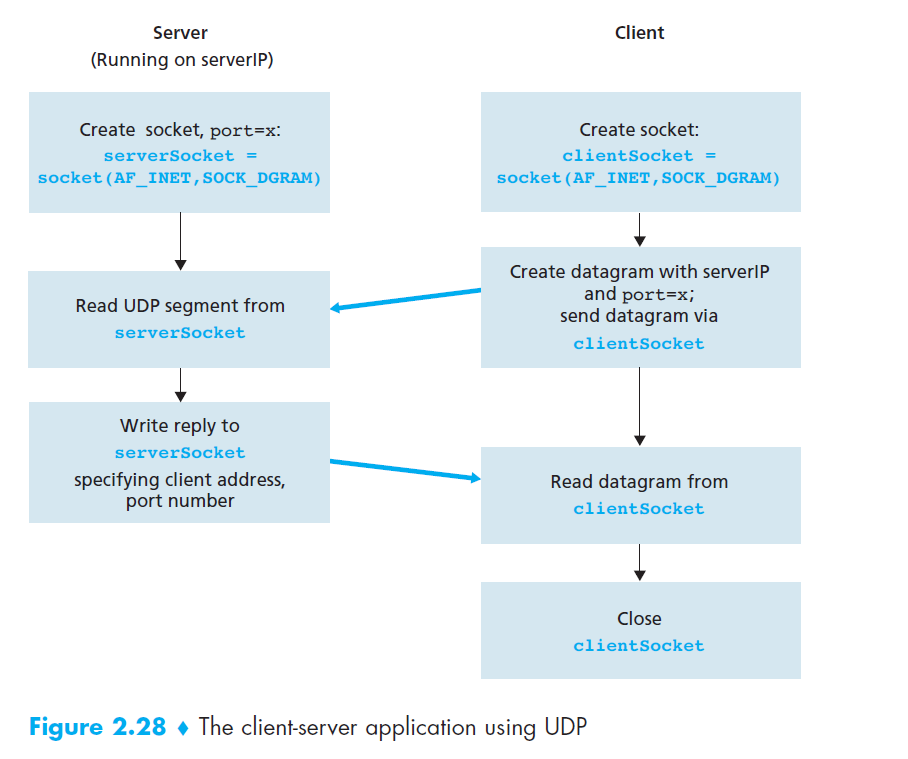 Server
(Running on serverIP)
Create socket, port=x:
serverSocket =
socket(AF_INET,SOCK_DGRAM)
Read UDP segment from
serverSocket
Write reply to
serverSocket
specifying client address,
port number
Client
Create socket:
clientSocket =
socket(AF_INET,SOCK_DGRAM)
Create datagram with serverIP
and port=x;
send datagram via
clientSocket
Read datagram from
clientSocket
Close
clientSocket
Figure 2.28 ♦ The client-server application using UDP